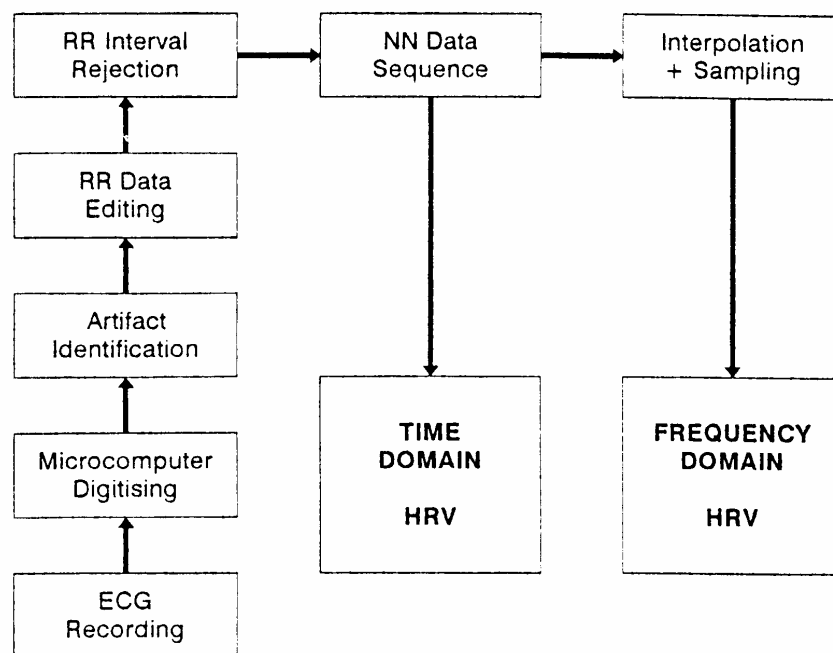 RR Interval
Rejection
NN Data
Sequence
Interpolation
+ Sampling
RR Data
Editing
Artifact
Identification
Microcomputer
Digitising
ECG
Recording
TIME
DOMAIN
HRV
FREQUENCY
DOMAIN
HRV